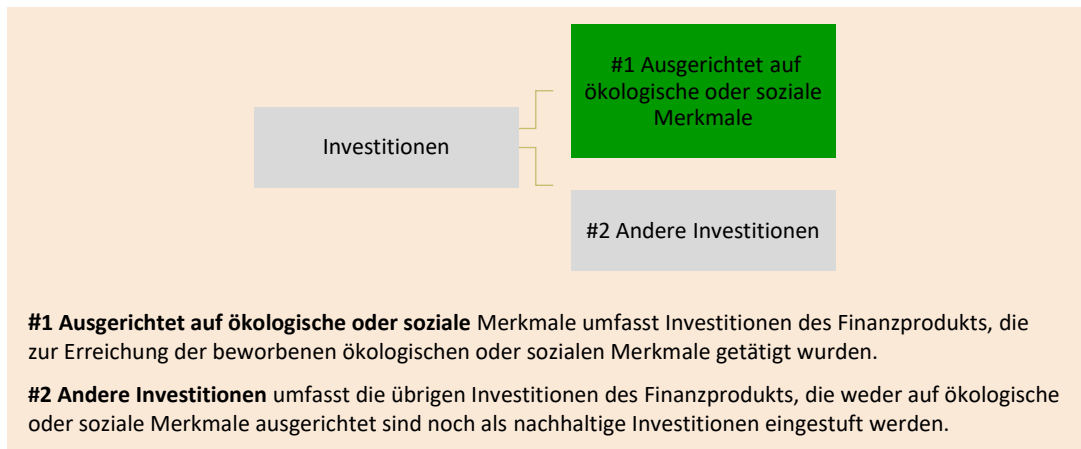 #1 Ausgerichtet auf
ökologische oder soziale
Merkmale
Investitionen
#2 Andere Investitionen
#1 Ausgerichtet auf ökologische oder soziale Merkmale umfasst Investitionen des Finanzprodukts, die
zur Erreichung der beworbenen ökologischen oder sozialen Merkmale getätigt wurden.
#2 Andere Investitionen umfasst die übrigen Investitionen des Finanzprodukts, die weder auf ökologische
oder soziale Merkmale ausgerichtet sind noch als nachhaltige Investitionen eingestuft werden.